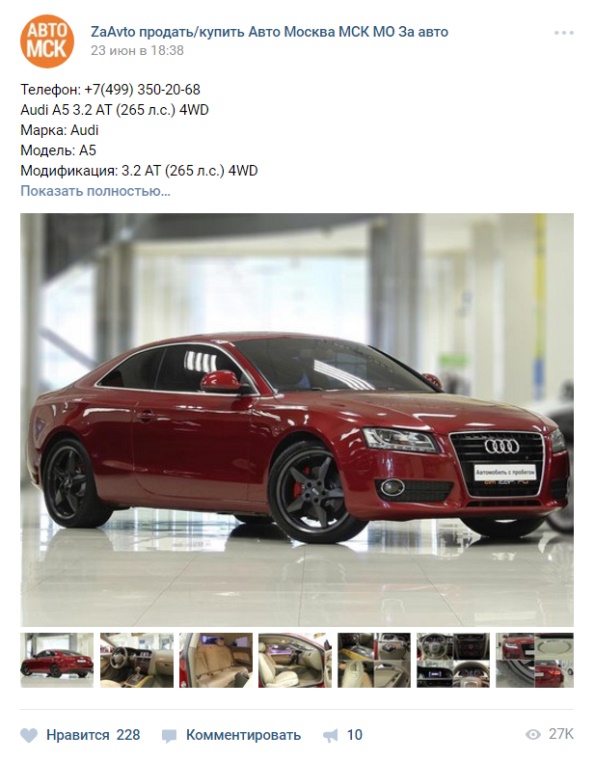 АВТО
МСК
ZaAvto продать/купить Авто Москва МСК МО За авто
23 июн в 18:38
Телефон: +7(499) 350-20-68
Audi A5 3.2 AT (265 л.с.) 4WD
Марка: Audi
Модель: A5
Модификация: 3.2 AT (265 л.с.) 4WD
Показать полностью...
Автомобиль с пробегом
Нравится 228
Комментировать
10
27K